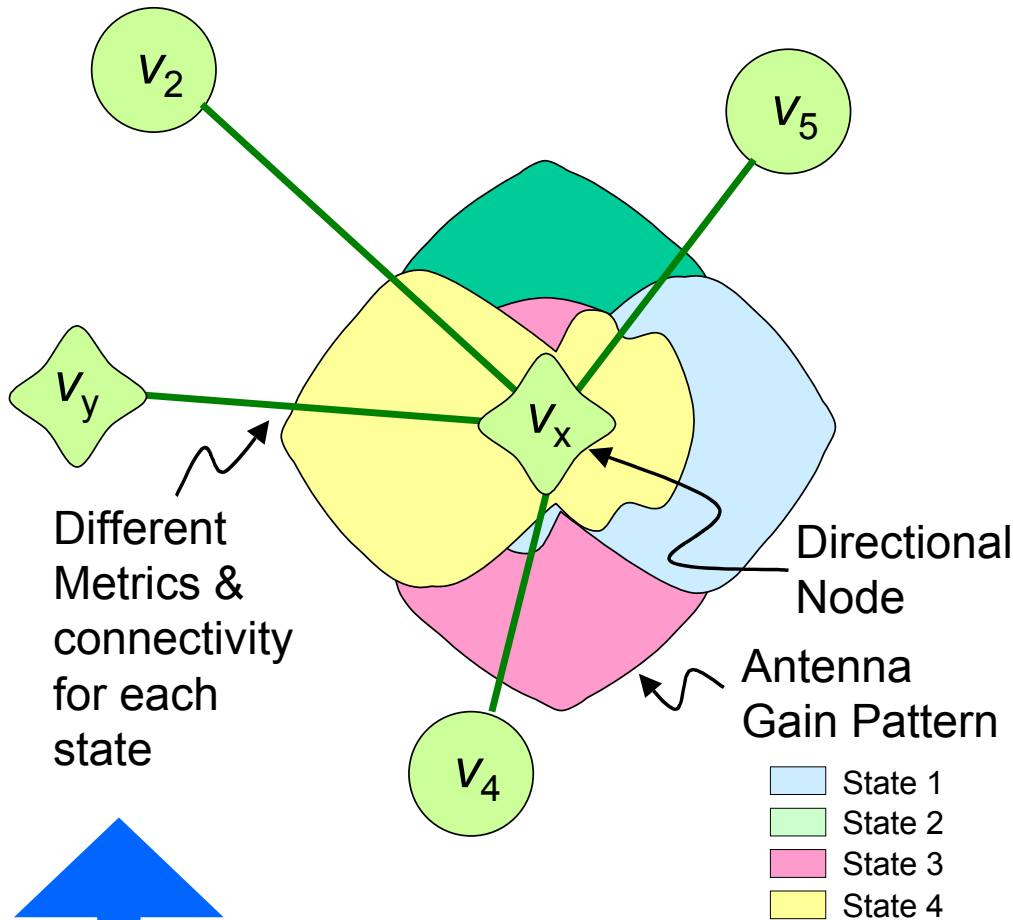 v2
v5
vy
vx
Different
Metrics &
connectivity
for each
state
Directional
Node
Antenna
Gain Pattern
v4
State 1
State 2
State 3
State 4